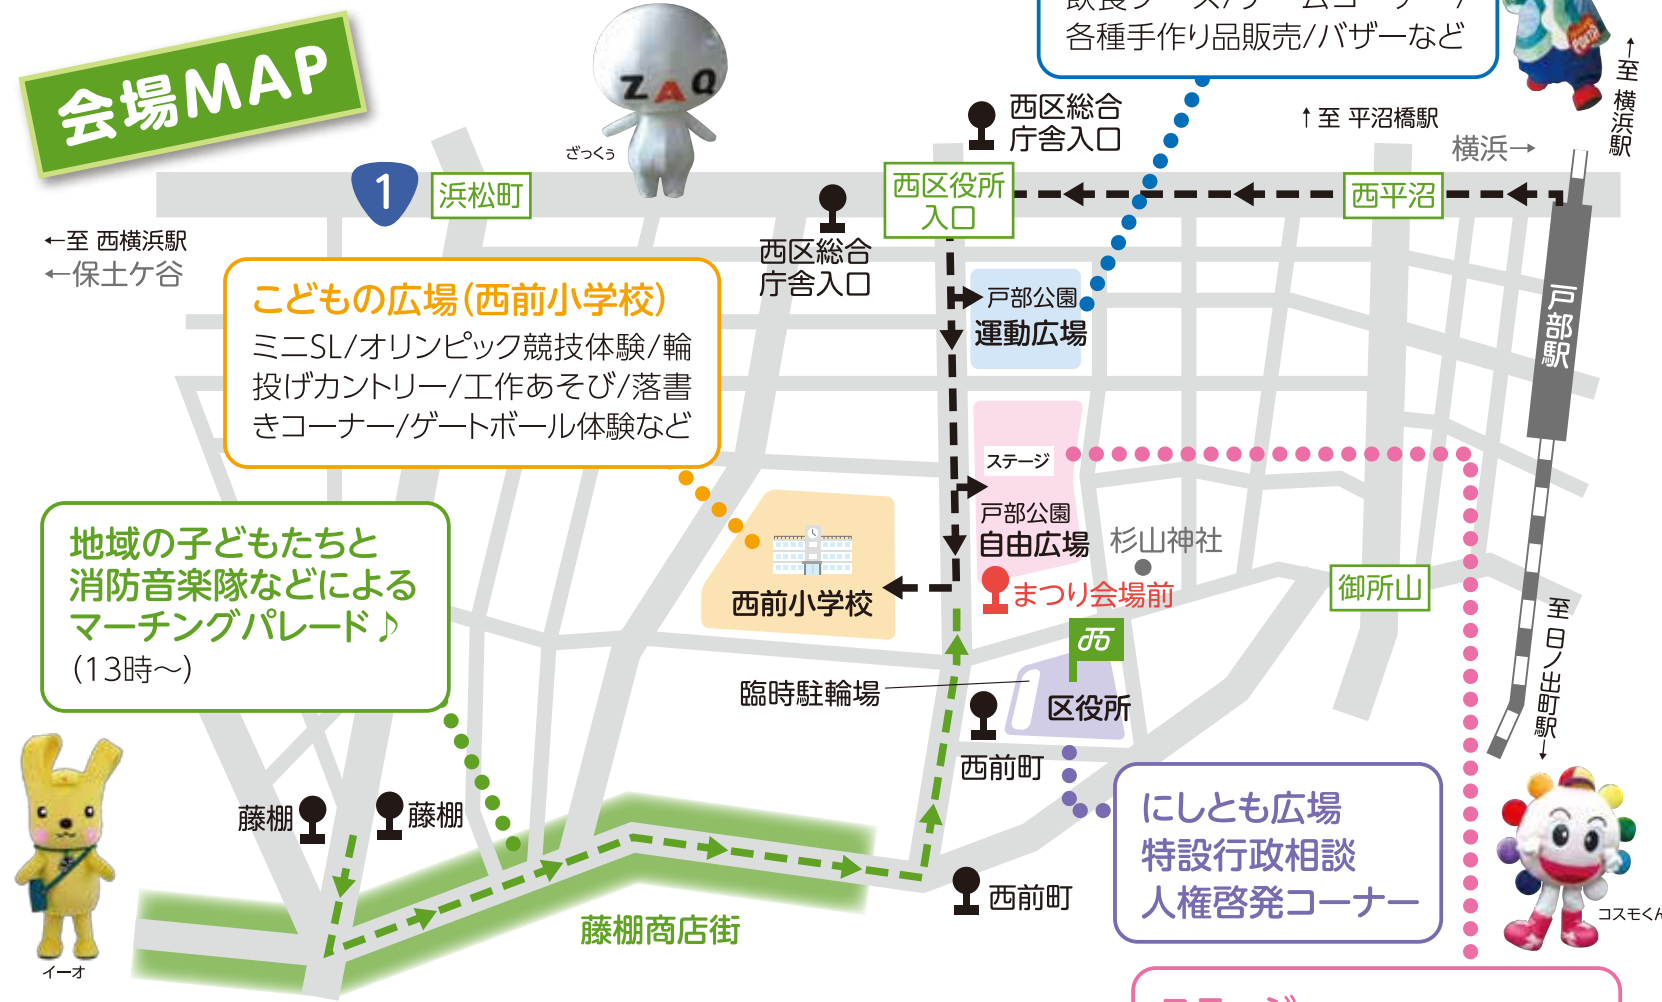 会場MAP
ZAQ
ざっくぅ
各種手作り品販売/バザーなど
↑至 横浜駅
西区総合
庁舎入口
↑至 平沼橋駅
横浜→
1
浜松町
西区役所
入口
西平沼
←至 西横浜駅
←保土ケ谷
西区総合
庁舎入口
こどもの広場(西前小学校)
ミニSL/オリンピック競技体験/輪
投げカントリー/工作あそび/落書
きコーナー/ゲートボール体験など
戸部公園
運動広場
戸部駅
ステージ
戸部公園
自由広場
杉山神社
まつり会場前
御所山
地域の子どもたちと
消防音楽隊などによる
マーチングパレード♪
(13時～)
西前小学校
西
臨時駐輪場
区役所
至 日ノ出町駅→
西前町
藤棚
藤棚
にしとも広場
特設行政相談
人権啓発コーナー
西前町
藤棚商店街
イーオ
コスモくん